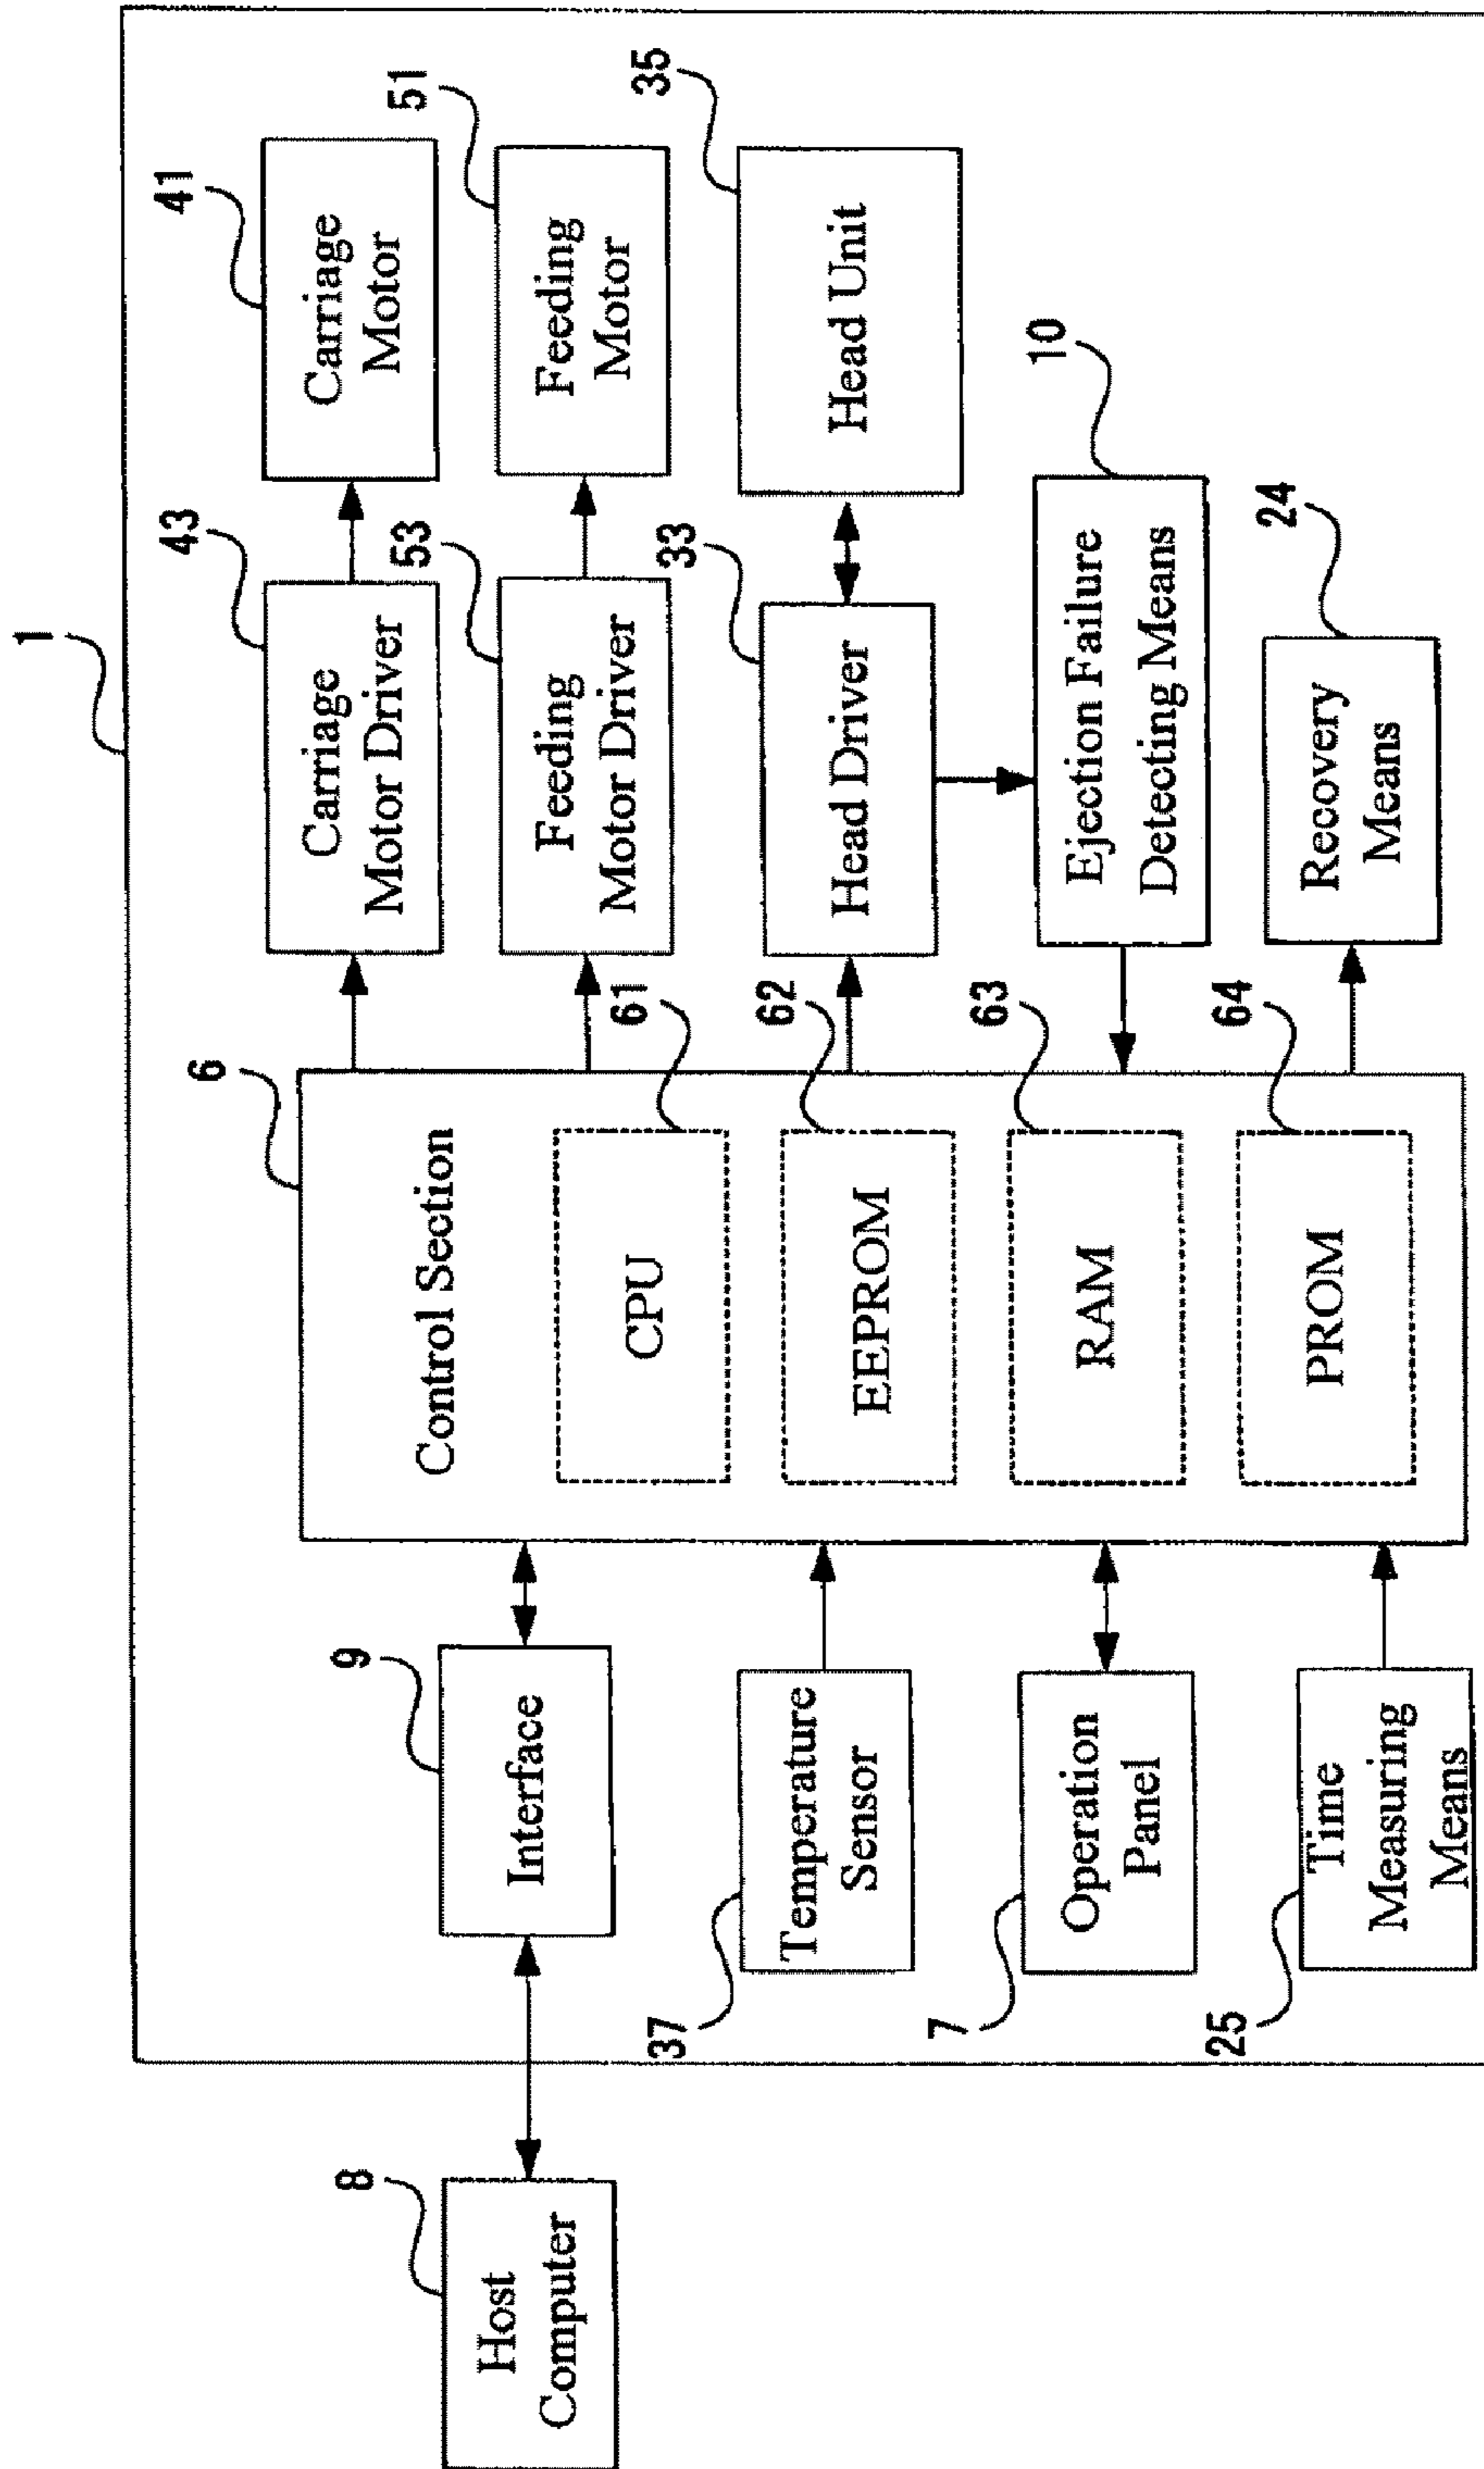 1
8
Host
Computer
9
Interface
37
Temperature
Sensor
7
Operation
Panel
25
Time
Measuring
Means
6
Control Section
61
CPU
62
EEPROM
63
RAM
64
PROM
43
Carriage
Motor Driver
41
Carriage
Motor
53
Feeding
Motor Driver
51
Feeding
Motor
33
Head Driver
35
Head Unit
10
Ejection Failure
Detecting Means
24
Recovery
Means